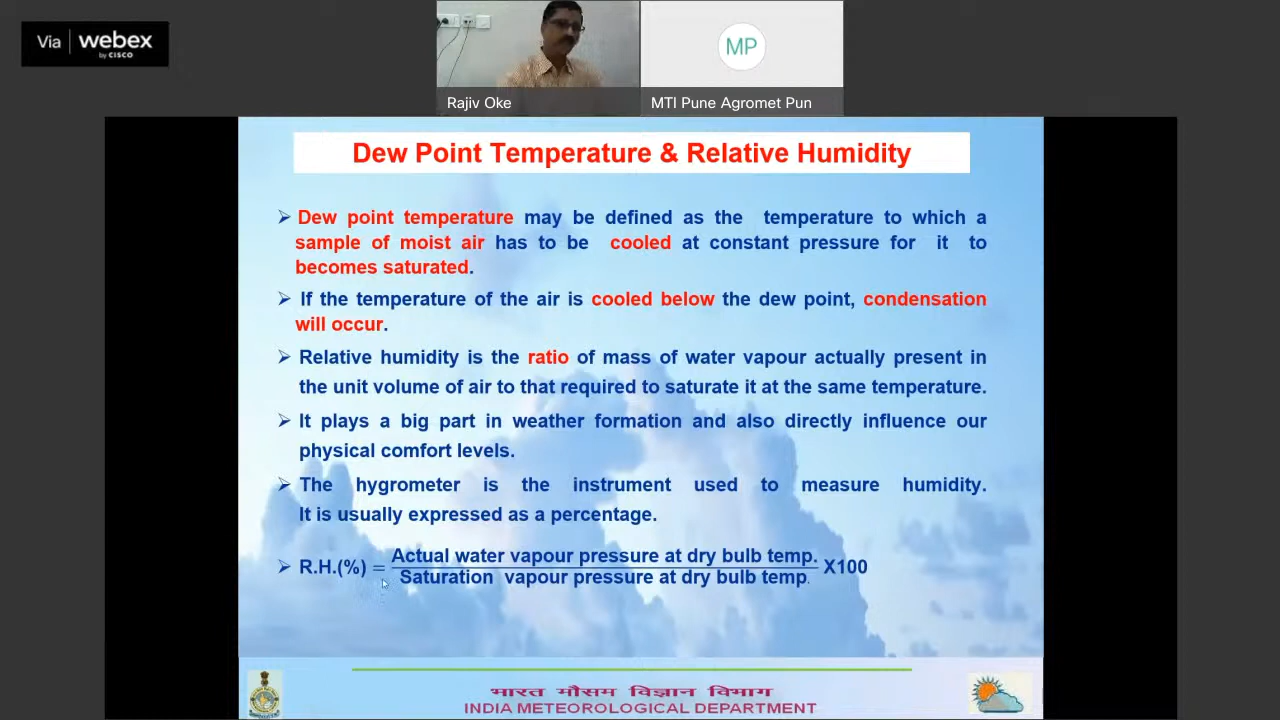 Via webex
by CISCO
MP
Rajiv Oke
MTI Pune Agromet Pun
Dew Point Temperature & Relative Humidity
➢ Dew point temperature may be defined as the temperature to which a
sample of moist air has to be cooled at constant pressure for it to
becomes saturated.
➢ If the temperature of the air is cooled below the dew point, condensation
will occur.
➢ Relative humidity is the ratio of mass of water vapour actually present in
the unit volume of air to that required to saturate it at the same temperature.
➢ It plays a big part in weather formation and also directly influence our
physical comfort levels.
➢ The hygrometer is the instrument used to measure humidity.
It is usually expressed as a percentage.
Actual water vapour pressure at dry bulb temp.
➢ R.H.(%) = X100
Saturation vapour pressure at dry bulb temp.
भारत मौसम विज्ञान विभाग
INDIA METEOROLOGICAL DEPARTMENT